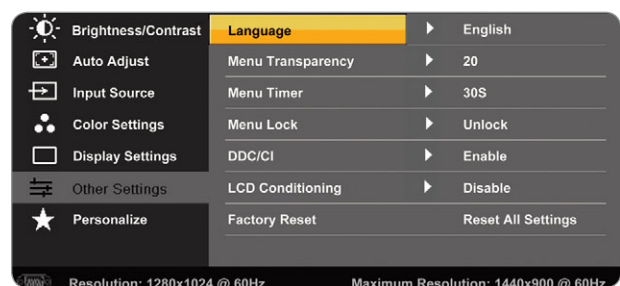 Brightness/Contrast Language English
Auto Adjust Menu Transparency 20
Input Source Menu Timer 30S
Color Settings Menu Lock Unlock
Display Settings DDC/CI Enable
Other Settings LCD Conditioning Disable
Personalize Factory Reset Reset All Settings
Resolution: 1280x1024 @ 60Hz Maximum Resolution: 1440x900 @ 60Hz